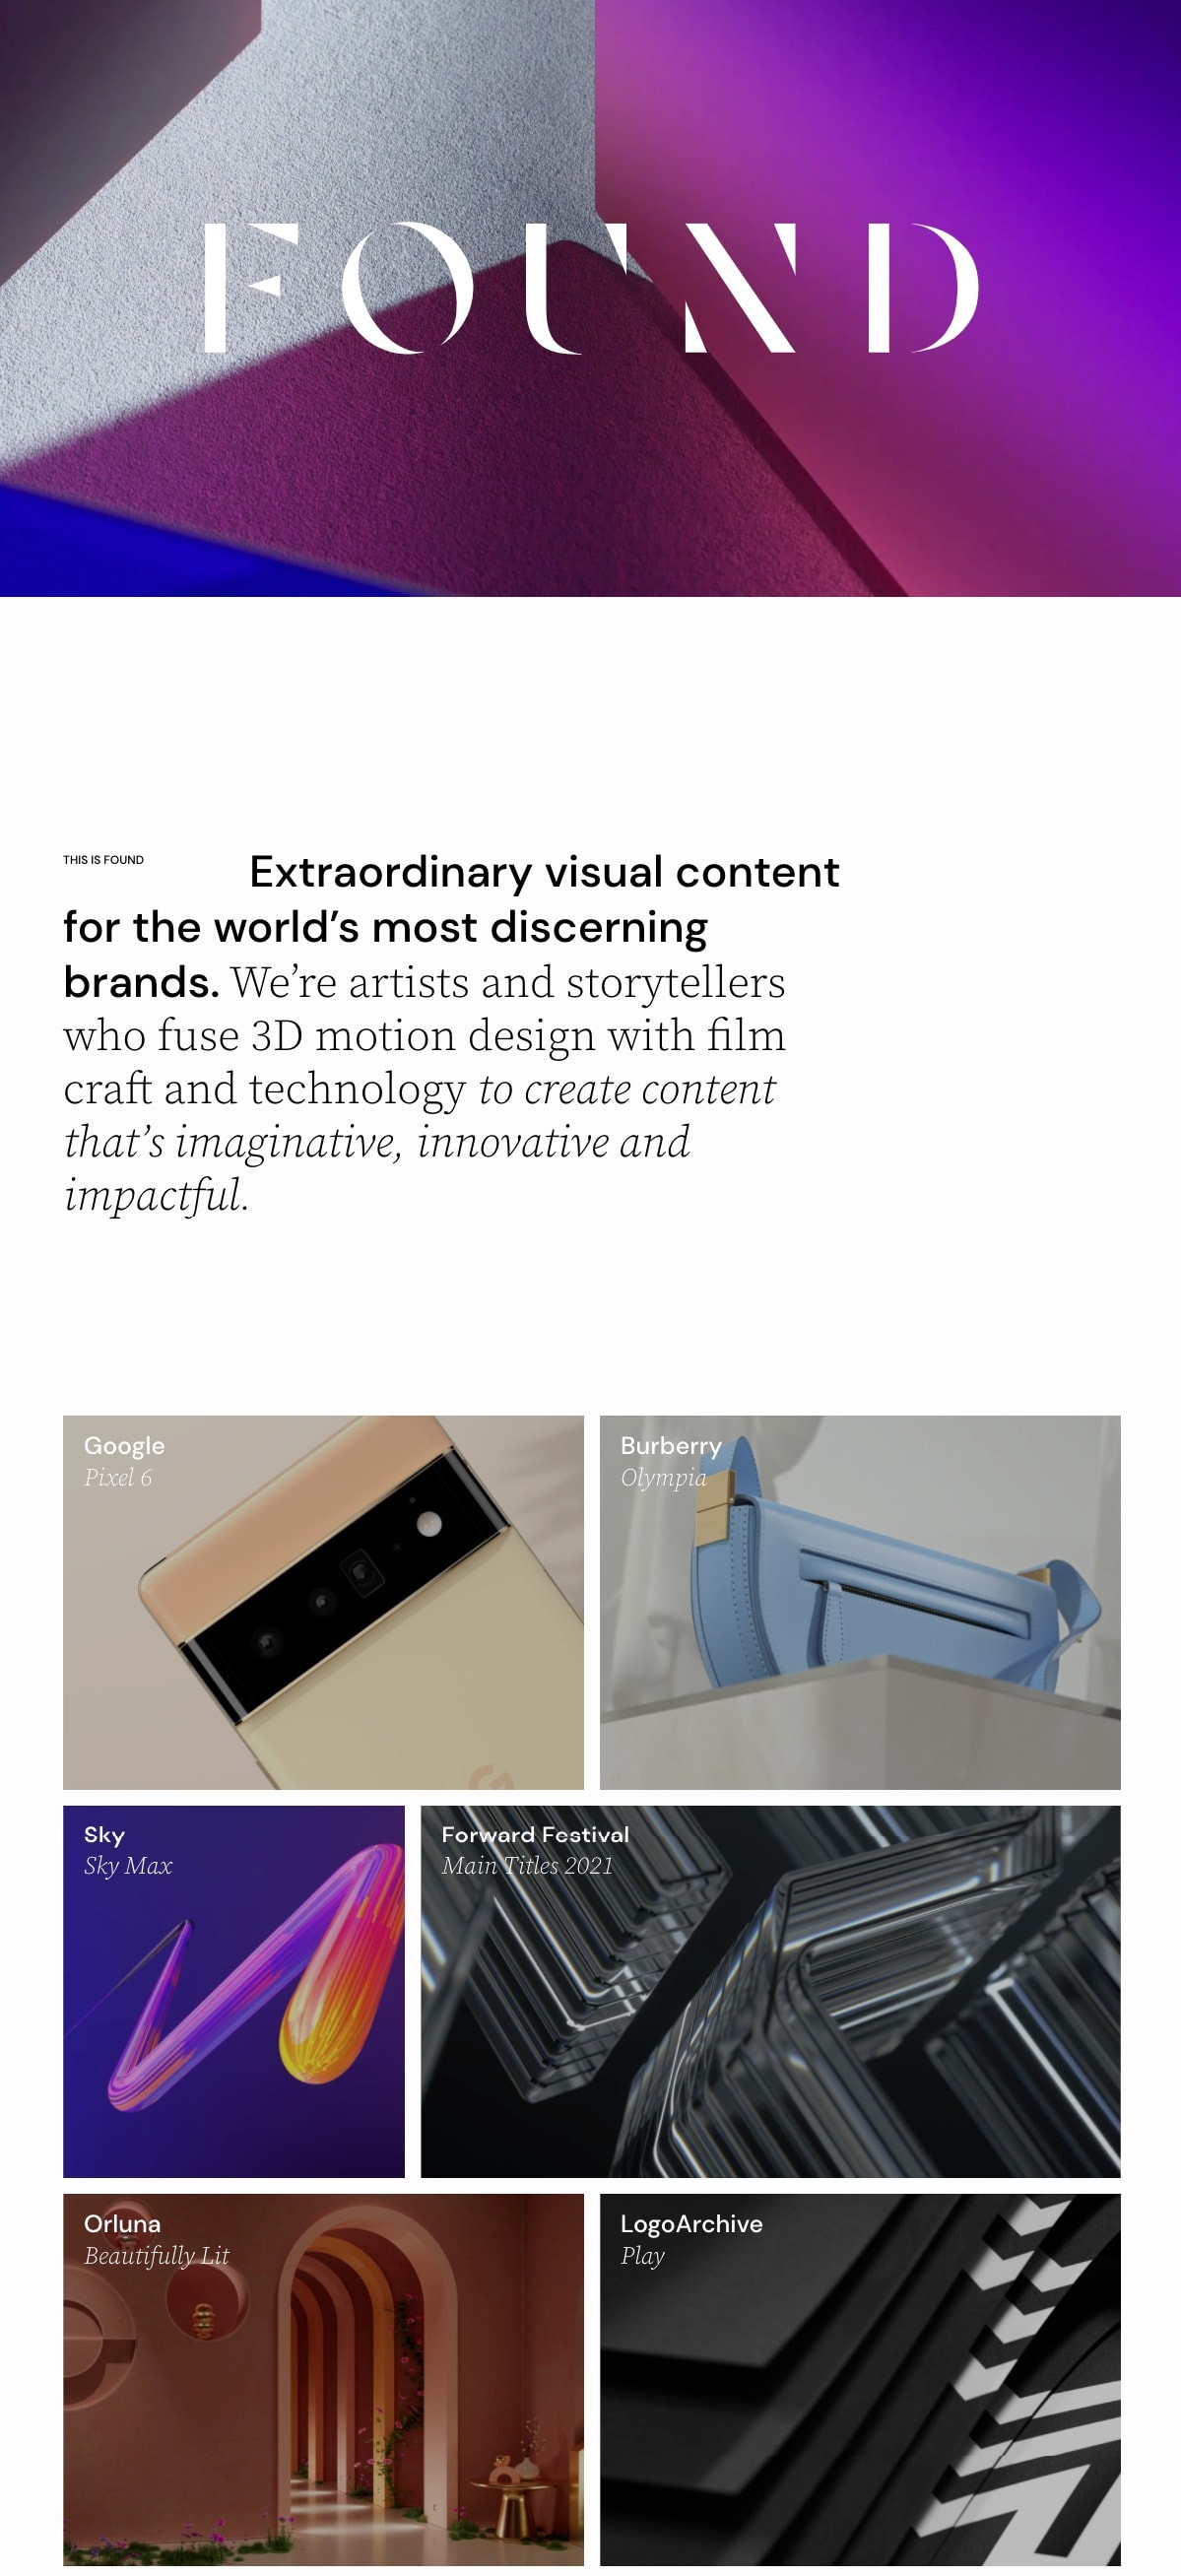 FOUND
THIS IS FOUND
Extraordinary visual content
for the world’s most discerning
brands. We’re artists and storytellers
who fuse 3D motion design with film
craft and technology to create content
that’s imaginative, innovative and
impactful.
Google
Pixel 6
Burberry
Olympia
Sky
Sky Max
Forward Festival
Main Titles 2021
Orluna
Beautifully Lit
LogoArchive
Play